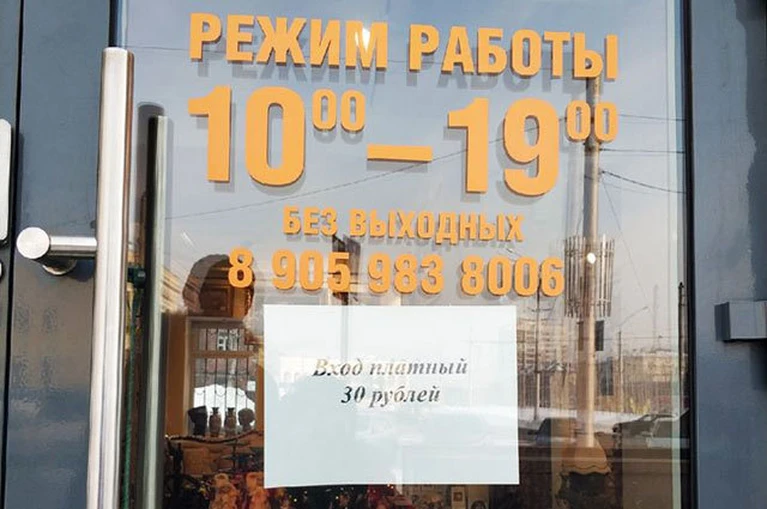 РЕЖИМ РАБОТЫ
10⁰⁰ – 19⁰⁰
БЕЗ ВЫХОДНЫХ
8 905 983 8006
Вход платный
30 рублей